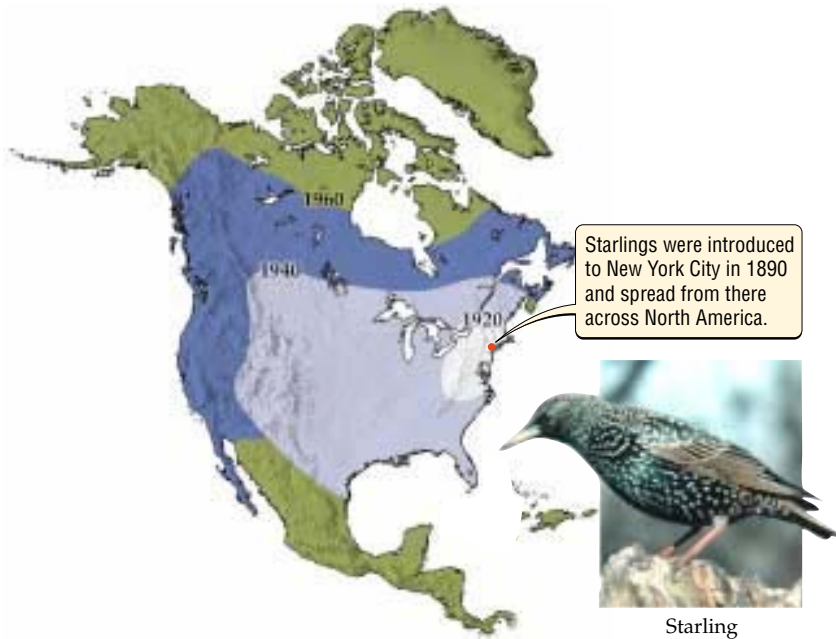 1960
1940
1920
Starlings were introduced
to New York City in 1890
and spread from there
across North America.
Starling